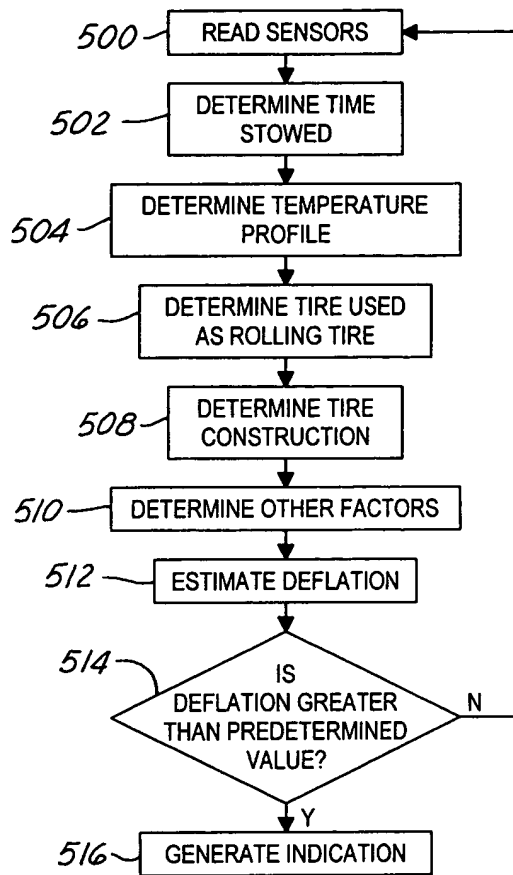 500
READ SENSORS
502
DETERMINE TIME
STOWED
504
DETERMINE TEMPERATURE
PROFILE
506
DETERMINE TIRE USED
AS ROLLING TIRE
508
DETERMINE TIRE
CONSTRUCTION
510
DETERMINE OTHER FACTORS
512
ESTIMATE DEFLATION
514
IS
DEFLATION GREATER
THAN PREDETERMINED
VALUE?
N
Y
516
GENERATE INDICATION